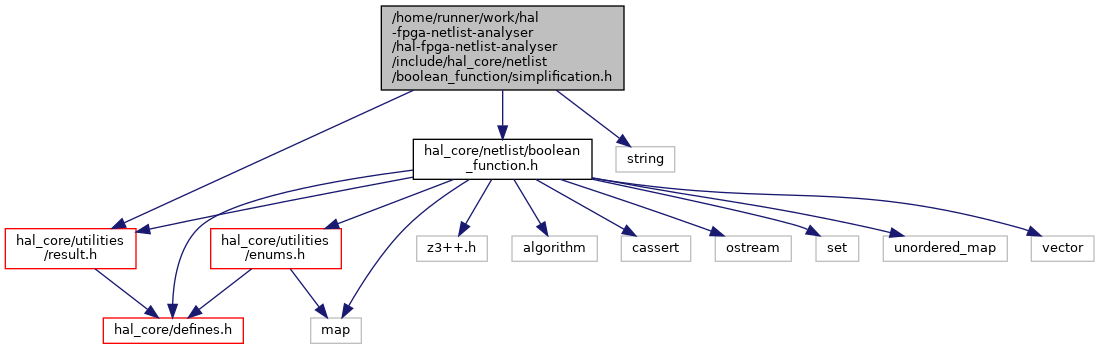 /home/runner/work/hal
-fpga-netlist-analyser
/hal-fpga-netlist-analyser
/include/hal_core/netlist
/boolean_function/simplification.h
hal_core/netlist/boolean
_function.h
string
hal_core/utilities
/result.h
hal_core/utilities
/enums.h
z3++.h
algorithm
cassert
ostream
set
unordered_map
vector
hal_core/defines.h
map